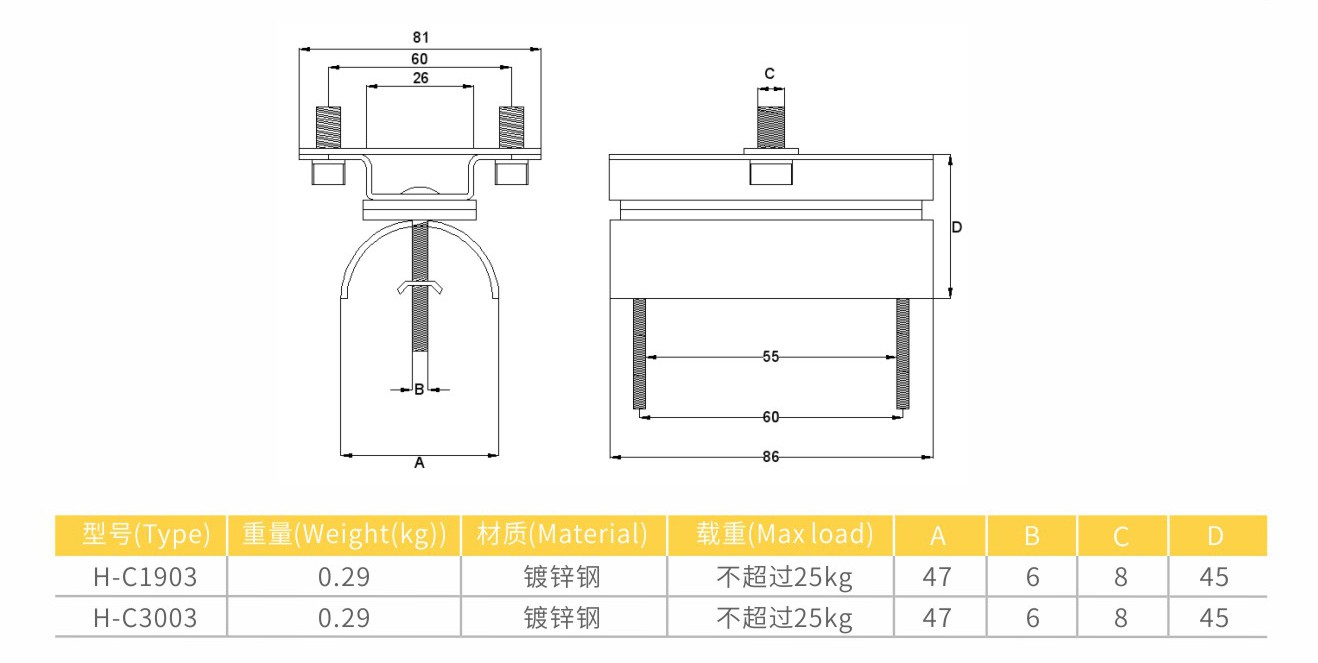 81
60
26
C
D
55
B
60
86
A
型号(Type) 重量(Weight(kg)) 材质(Material) 载重(Max load) A B C D
H-C1903 0.29 镀锌钢 不超过25kg 47 6 8 45
H-C3003 0.29 镀锌钢 不超过25kg 47 6 8 45